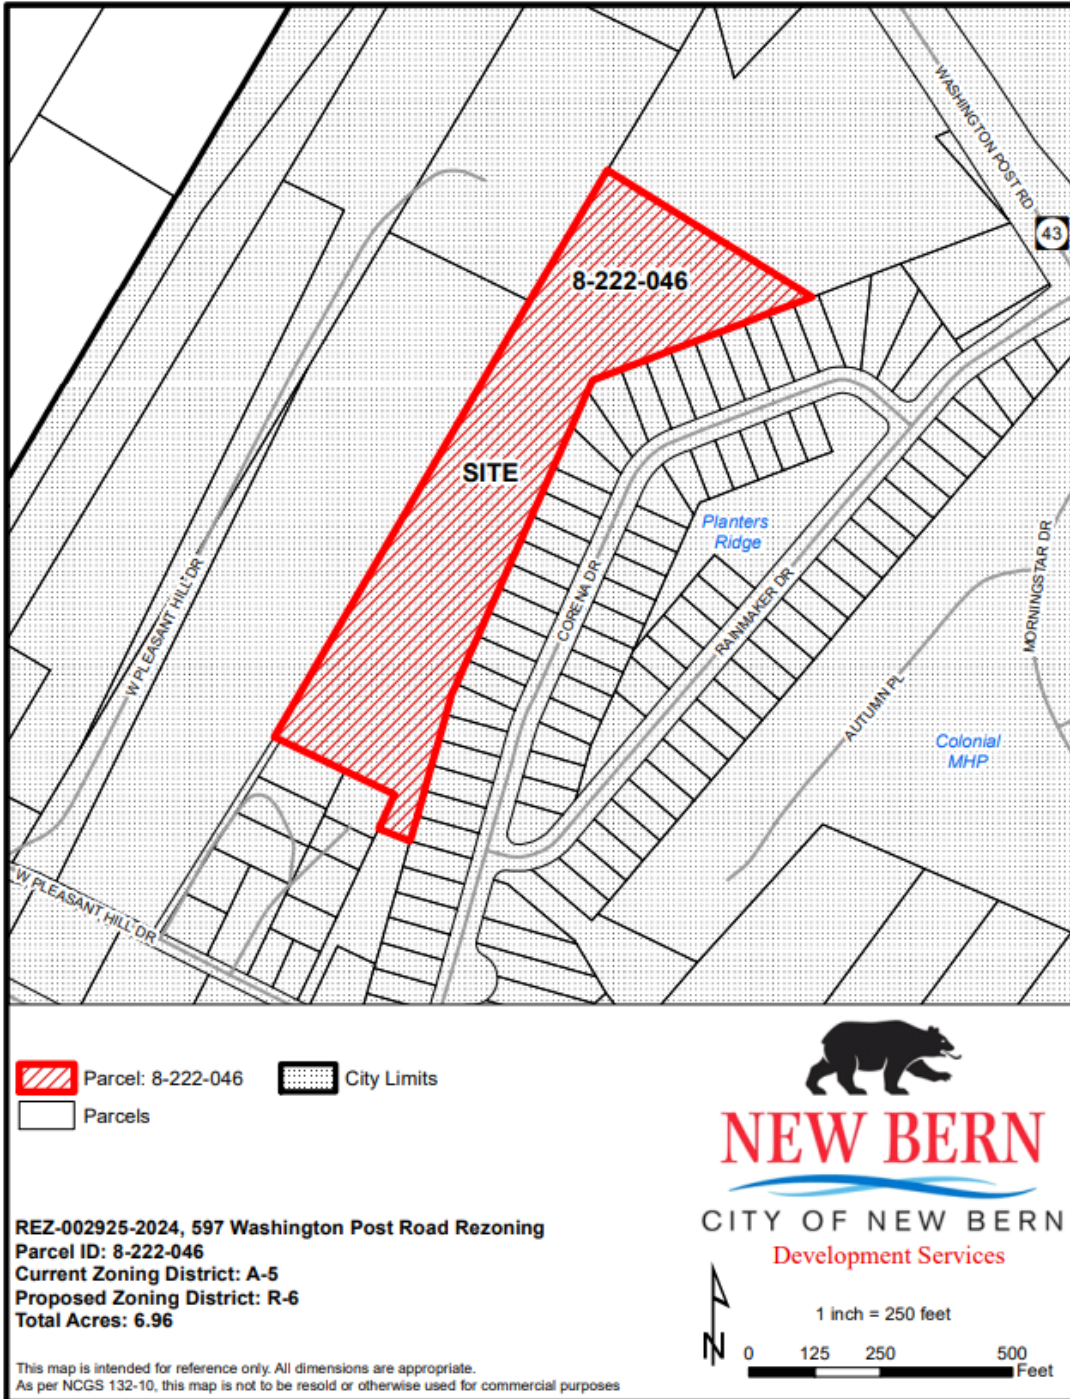 WASHINGTON POST RD
43
8-222-046
SITE
Planters
Ridge
CORENA DR
RAINMAKER DR
MORNINGSTAR DR
W PLEASANT HILL DR
AUTUMN PL
Colonial
MHP
W PLEASANT HILL DR
Parcel: 8-222-046
City Limits
Parcels
NEW BERN
CITY OF NEW BERN
Development Services
REZ-002925-2024, 597 Washington Post Road Rezoning
Parcel ID: 8-222-046
Current Zoning District: A-5
Proposed Zoning District: R-6
Total Acres: 6.96
N
1 inch = 250 feet
0 125 250 500
Feet
This map is intended for reference only. All dimensions are appropriate.
As per NCGS 132-10, this map is not to be resold or otherwise used for commercial purposes